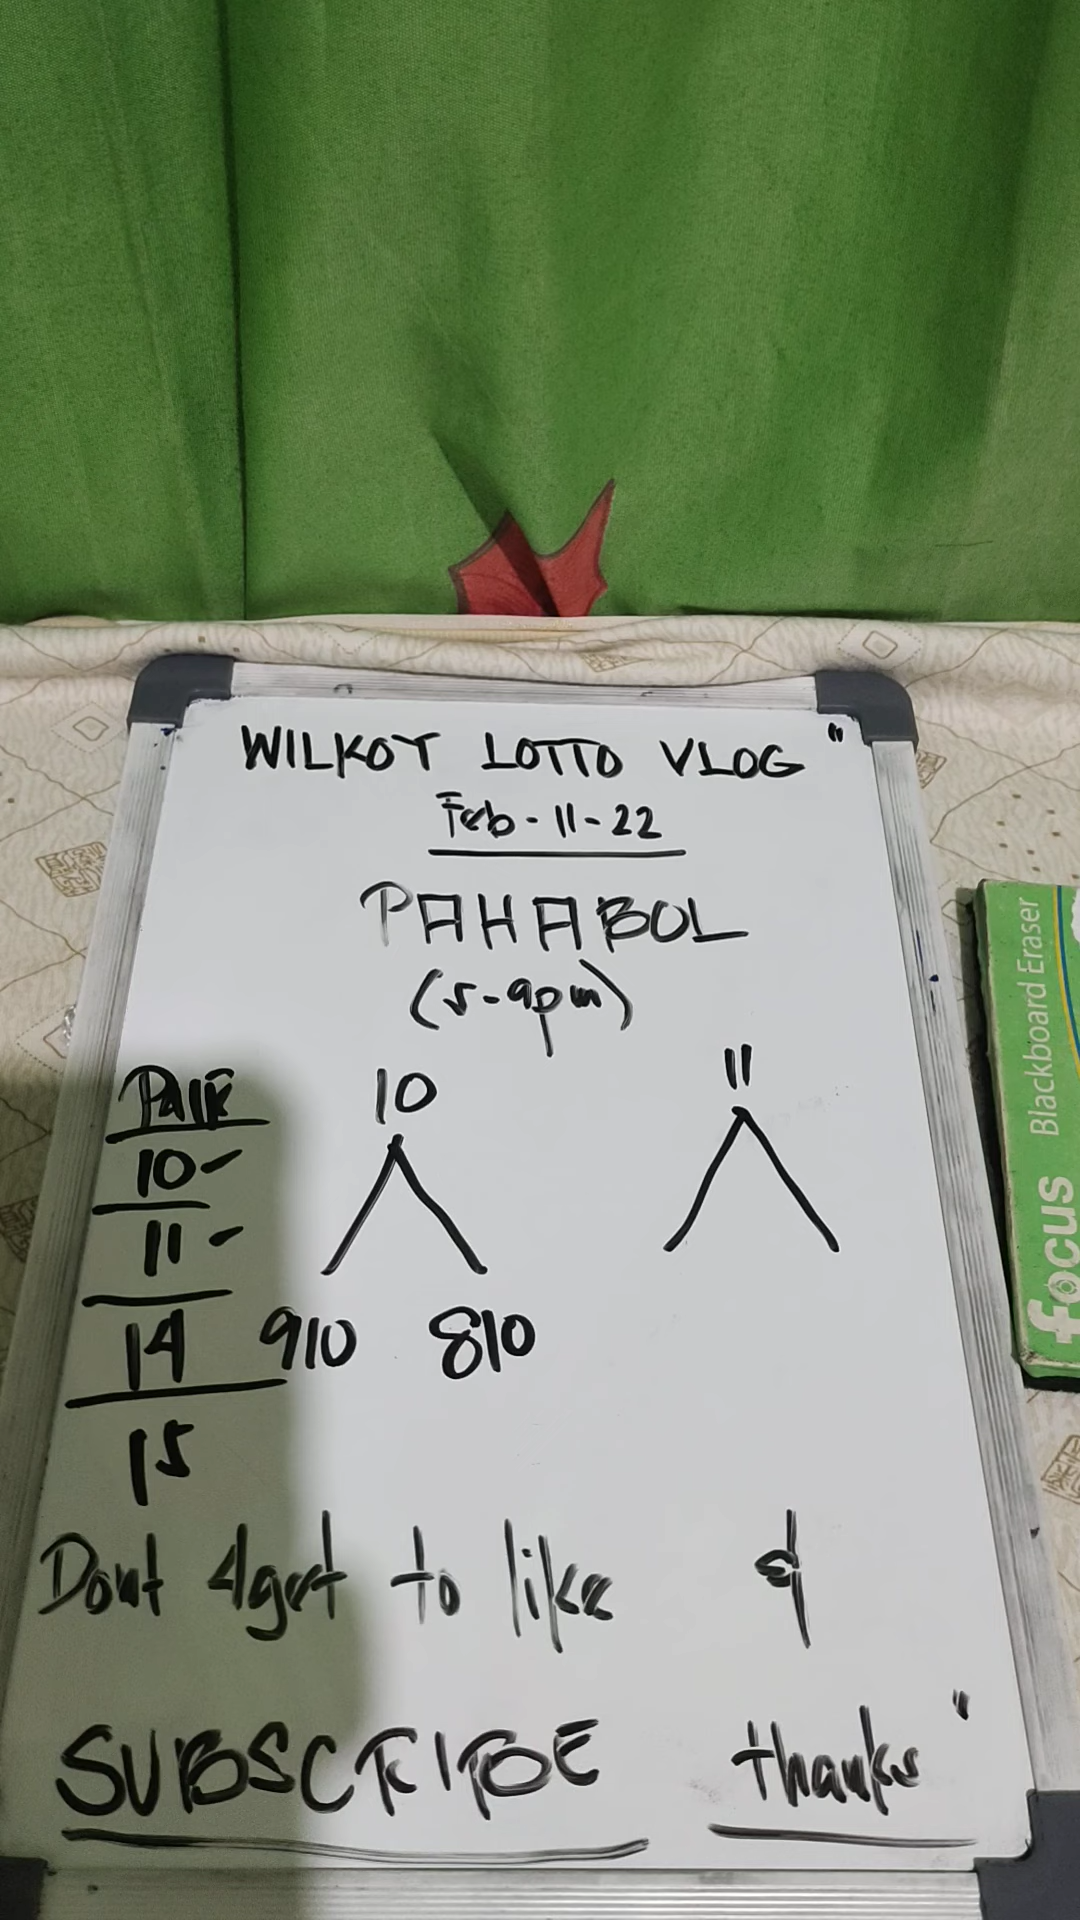 WILKOY LOTTO VLOG "
Feb-11-22
PAHABOL
(5-9pm)
PAIR
10-
11-
14
15
10
910 810
11
Dont 4get to like &
SUBSCRIBE thanks "
focus Blackboard Eraser